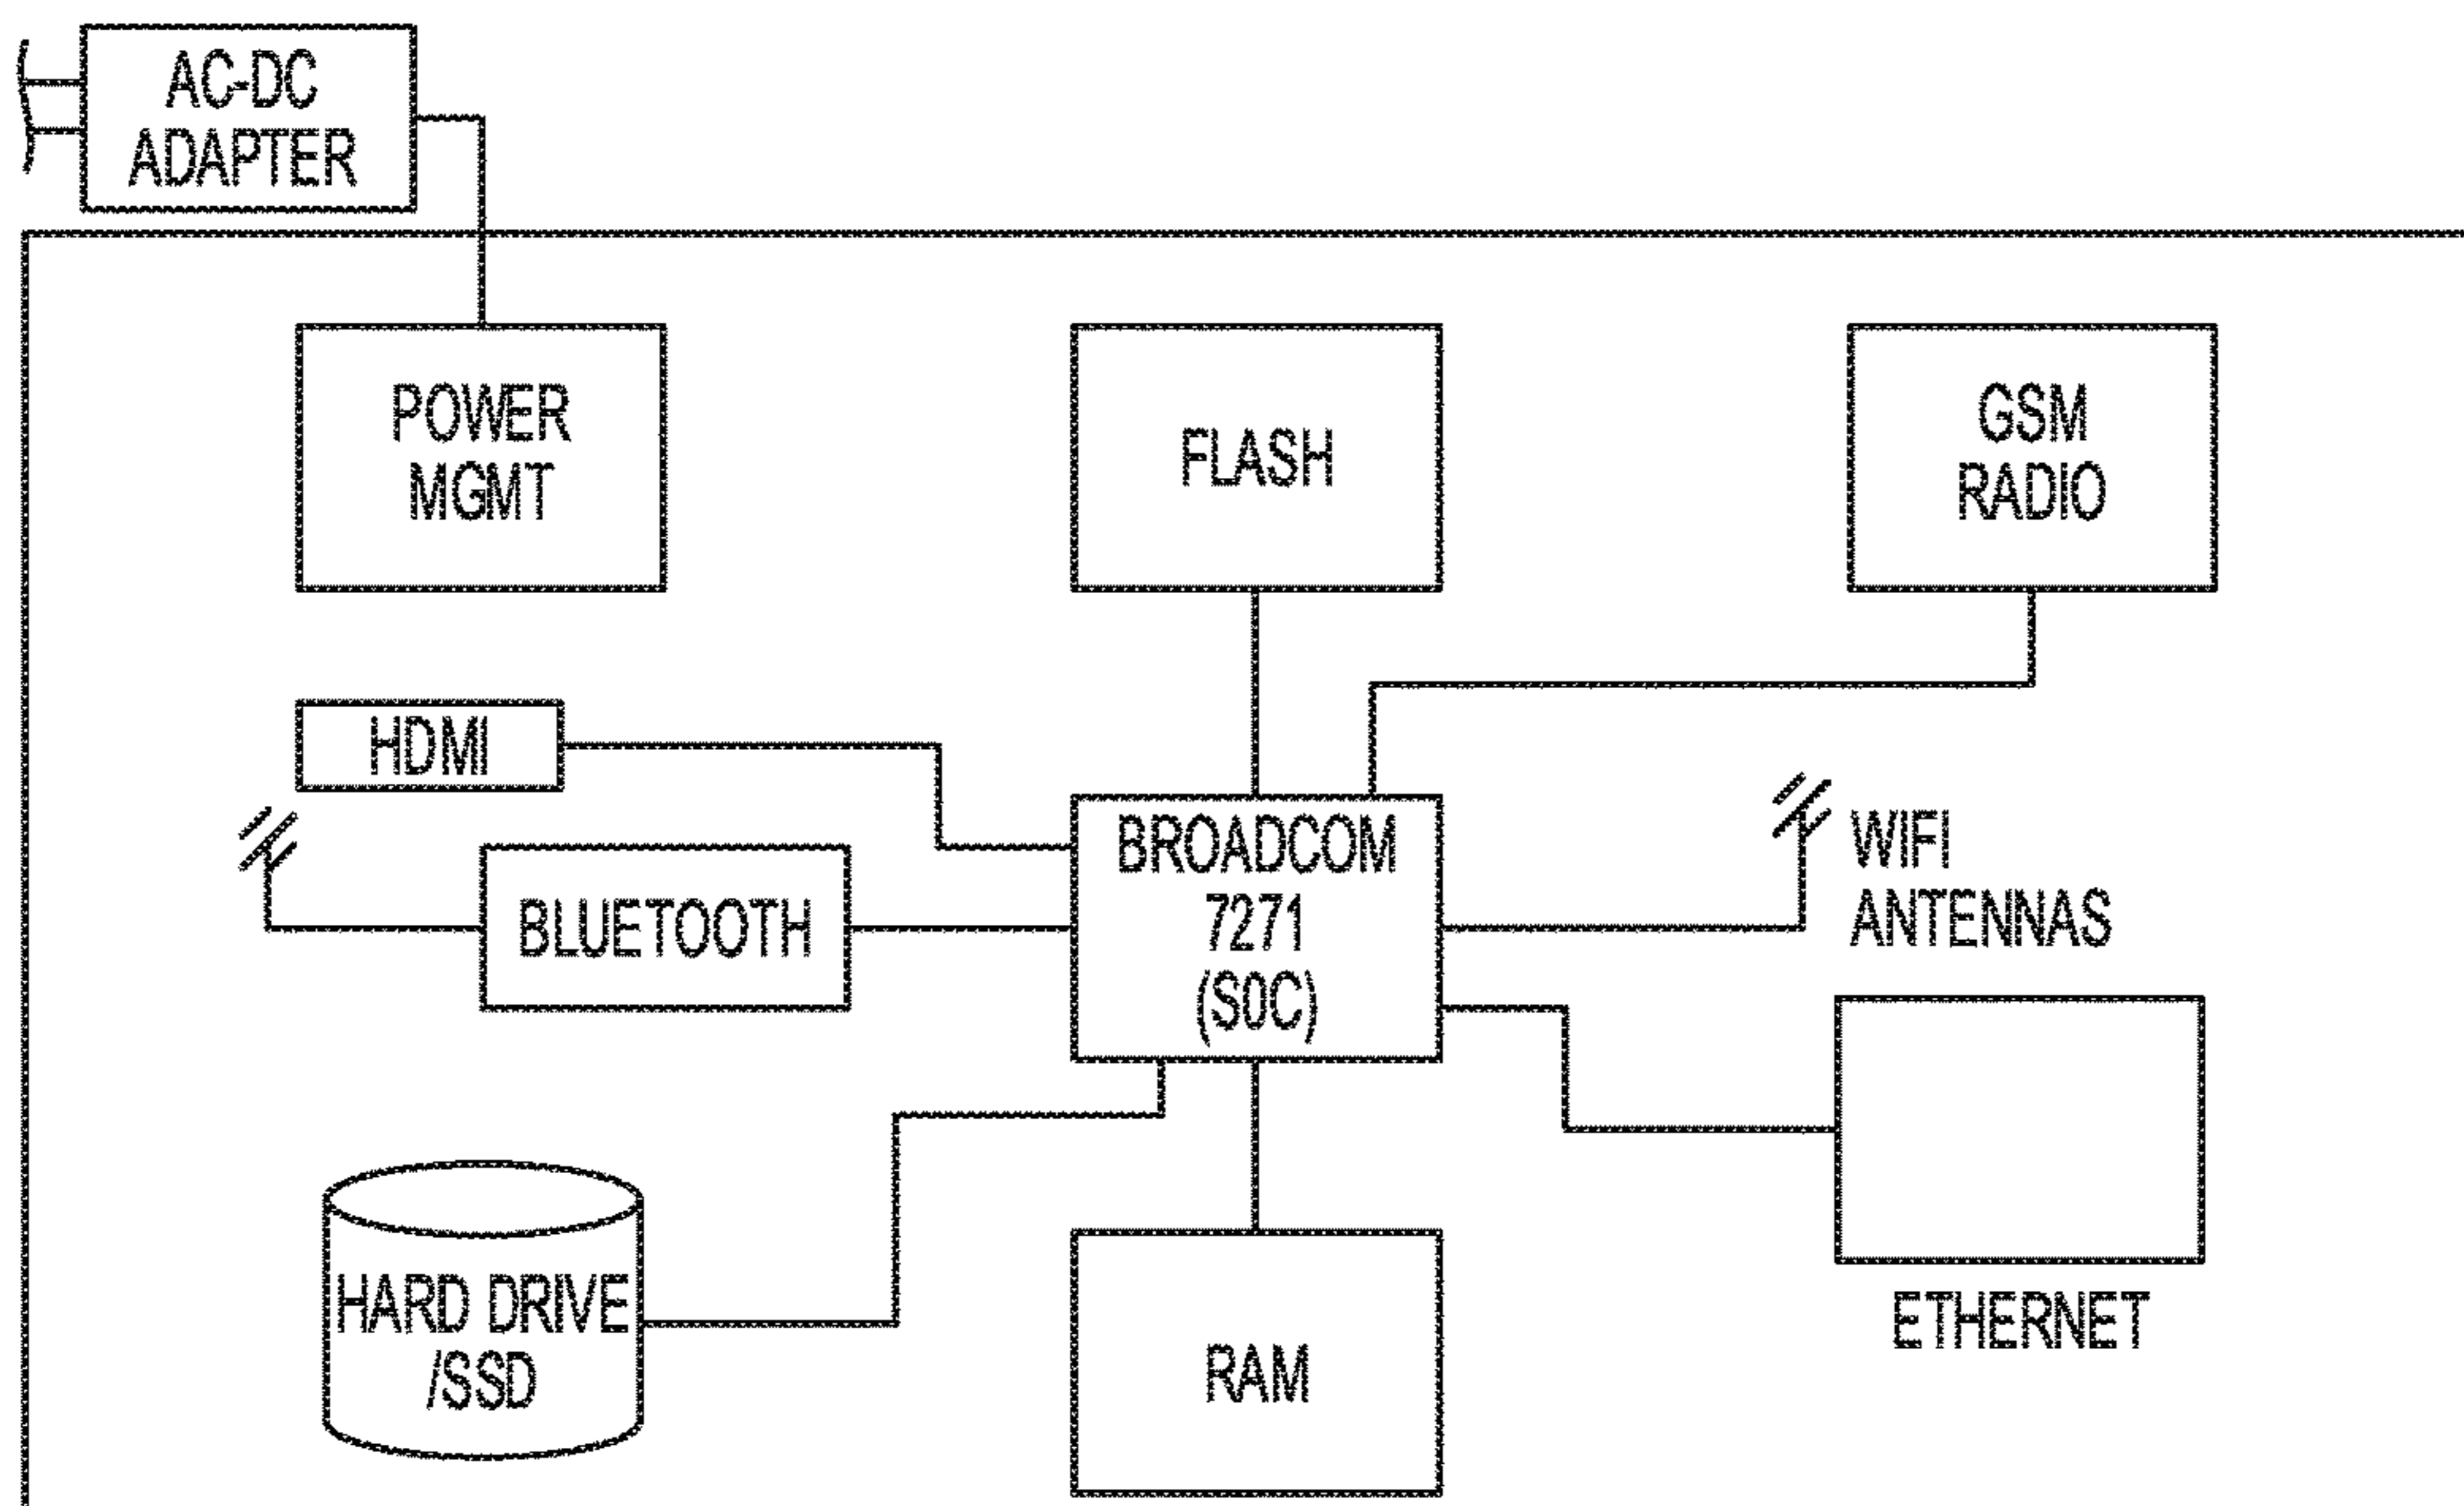 AC-DC
ADAPTER
POWER
MGMT
FLASH
GSM
RADIO
HDMI
BLUETOOTH
BROADCOM
7271
(S0C)
WIFI
ANTENNAS
HARD DRIVE
/SSD
RAM
ETHERNET